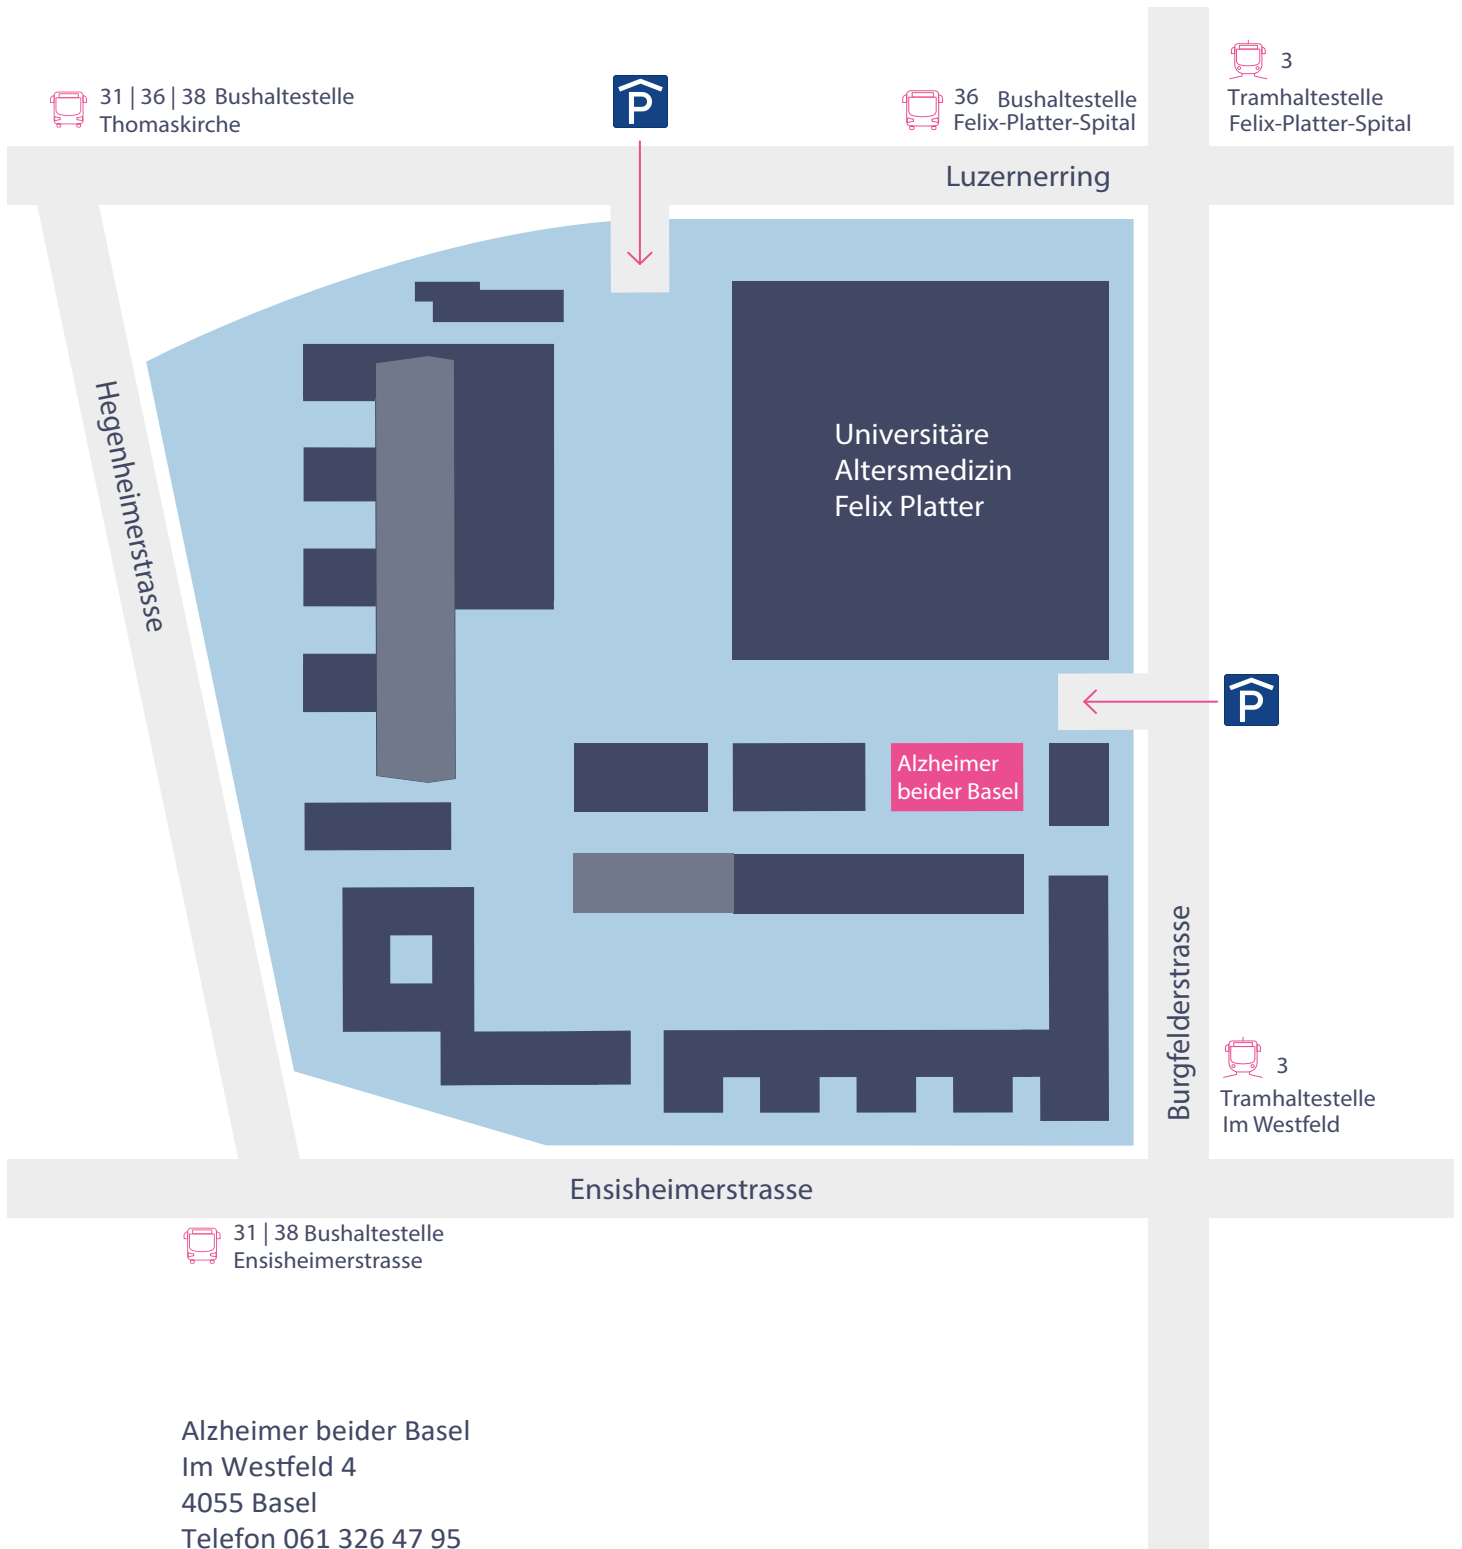 31 | 36 | 38 Bushaltestelle
Thomaskirche
P
36 Bushaltestelle
Felix-Platter-Spital
3
Tramhaltestelle
Felix-Platter-Spital
Luzernerring
Hegenheimerstrasse
Universitäre
Altersmedizin
Felix Platter
P
Alzheimer
beider Basel
Burgfelderstrasse
3
Tramhaltestelle
Im Westfeld
Ensisheimerstrasse
31 | 38 Bushaltestelle
Ensisheimerstrasse
Alzheimer beider Basel
Im Westfeld 4
4055 Basel
Telefon 061 326 47 95